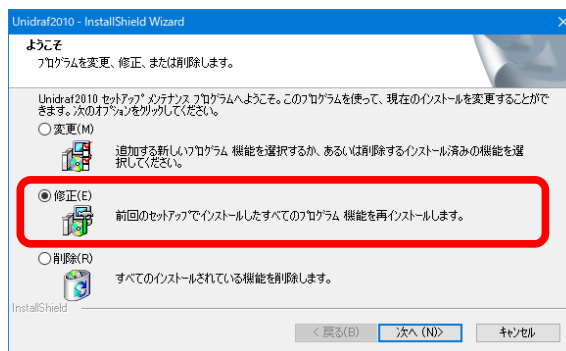 Unidraf2010 - InstallShield Wizard
ようこそ
プログラムを変更、修正、または削除します。
Unidraf2010 セットアップ メンテナンス プログラムへようこそ。このプログラムを使って、現在のインストールを変更することがで
きます。次のオプションをクリックしてください。
変更(M)
追加する新しいプログラム 機能を選択するか、あるいは削除するインストール済みの機能を選
択してください。
修正(E)
前回のセットアップでインストールしたすべてのプログラム 機能を再インストールします。
削除(R)
すべてのインストールされている機能を削除します。
InstallShield
< 戻る(B)
次へ (N)>
キャンセル